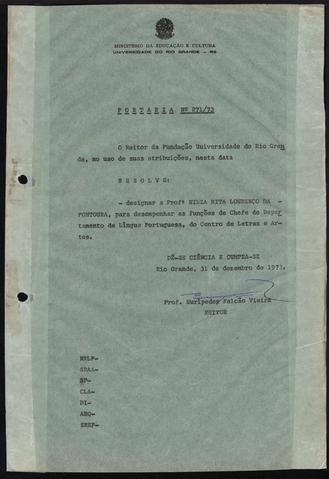 MINISTÉRIO DA EDUCAÇÃO E CULTURA
UNIVERSIDADE DO RIO GRANDE - RS
PORTARIA Nº 271/73
O Reitor da Fundação Universidade do Rio Gran
de, no uso de suas atribuições, nesta data
RESOLVE:
- designar a Profª NILZA RITA LOURENÇO DA
FONTOURA, para desempenhar as funções de Chefe do Depar
tamento de Língua Portuguesa, do Centro de Letras e Ar-
tes.
DÊ-SE CIÊNCIA E CUMPRA-SE
Rio Grande, 31 de dezembro de 1973.
Prof. Eurípedes Falcão Vieira
REITOR
SP-
CLA-
DI-
ARQ-